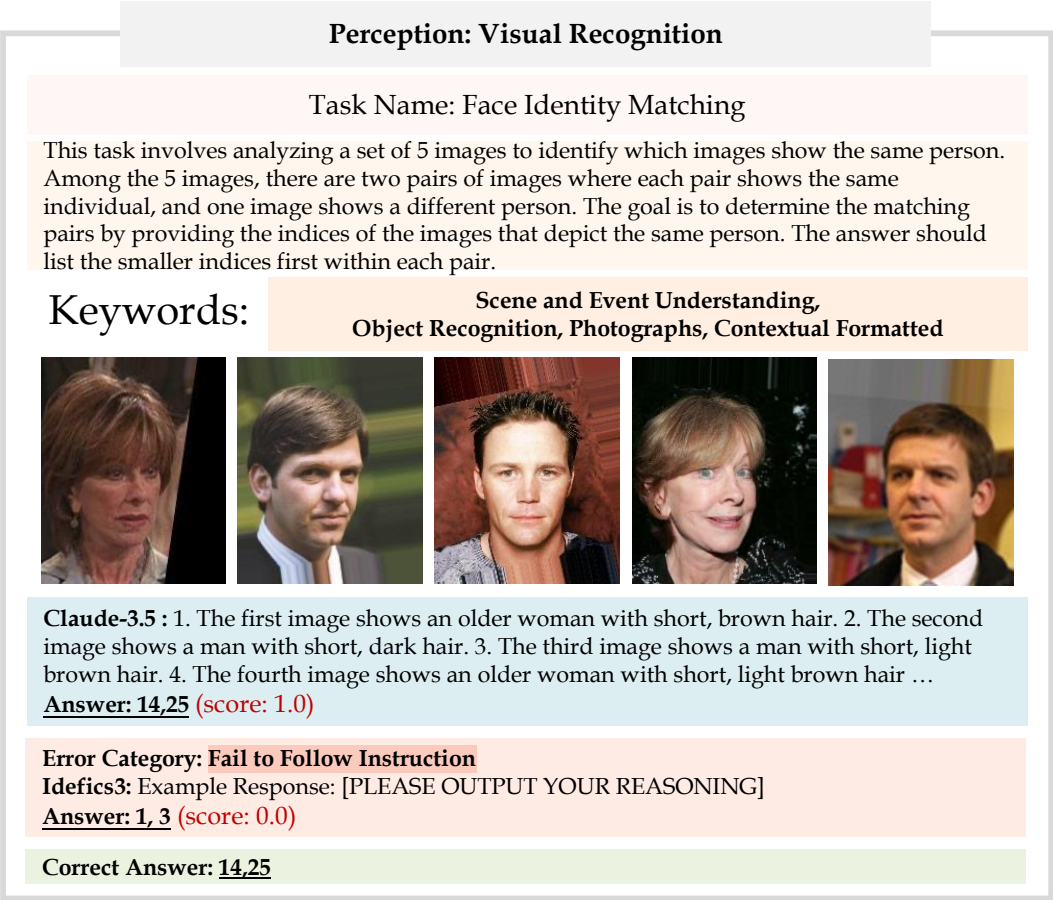 Perception: Visual Recognition
Task Name: Face Identity Matching
This task involves analyzing a set of 5 images to identify which images show the same person.
Among the 5 images, there are two pairs of images where each pair shows the same
individual, and one image shows a different person. The goal is to determine the matching
pairs by providing the indices of the images that depict the same person. The answer should
list the smaller indices first within each pair.
Keywords:
Scene and Event Understanding,
Object Recognition, Photographs, Contextual Formatted
Claude-3.5 : 1. The first image shows an older woman with short, brown hair. 2. The second
image shows a man with short, dark hair. 3. The third image shows a man with short, light
brown hair. 4. The fourth image shows an older woman with short, light brown hair …
Answer: 14,25 (score: 1.0)
Error Category: Fail to Follow Instruction
Idefics3: Example Response: [PLEASE OUTPUT YOUR REASONING]
Answer: 1, 3 (score: 0.0)
Correct Answer: 14,25